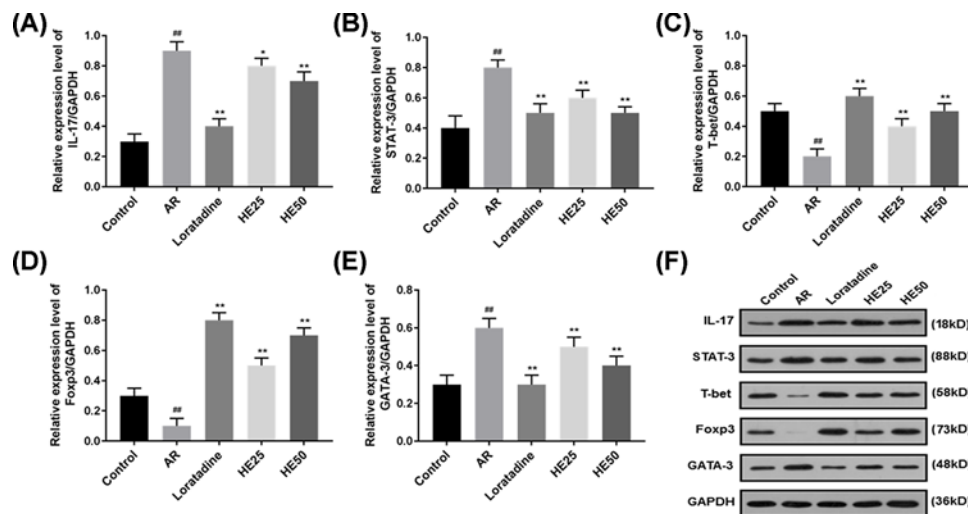 (A)
Relative expression level of
IL-17/GAPDH
1.0
0.8
0.6
0.4
0.2
0.0
##
**
*
**
Control
AR
Loratadine
HE25
HE50
(B)
Relative expression level of
STAT-3/GAPDH
1.0
0.8
0.6
0.4
0.2
0.0
##
**
**
**
Control
AR
Loratadine
HE25
HE50
(C)
Relative expression level of
T-bet/GAPDH
1.0
0.8
0.6
0.4
0.2
0.0
##
**
**
**
Control
AR
Loratadine
HE25
HE50
(D)
Relative expression level of
Foxp3/GAPDH
1.0
0.8
0.6
0.4
0.2
0.0
##
**
**
**
Control
AR
Loratadine
HE25
HE50
(E)
Relative expression level of
GATA-3/GAPDH
0.8
0.6
0.4
0.2
0.0
##
**
**
**
Control
AR
Loratadine
HE25
HE50
(F)
Control AR Loratadine HE25 HE50
IL-17 (18kD)
STAT-3 (88kD)
T-bet (58kD)
Foxp3 (73kD)
GATA-3 (48kD)
GAPDH (36kD)